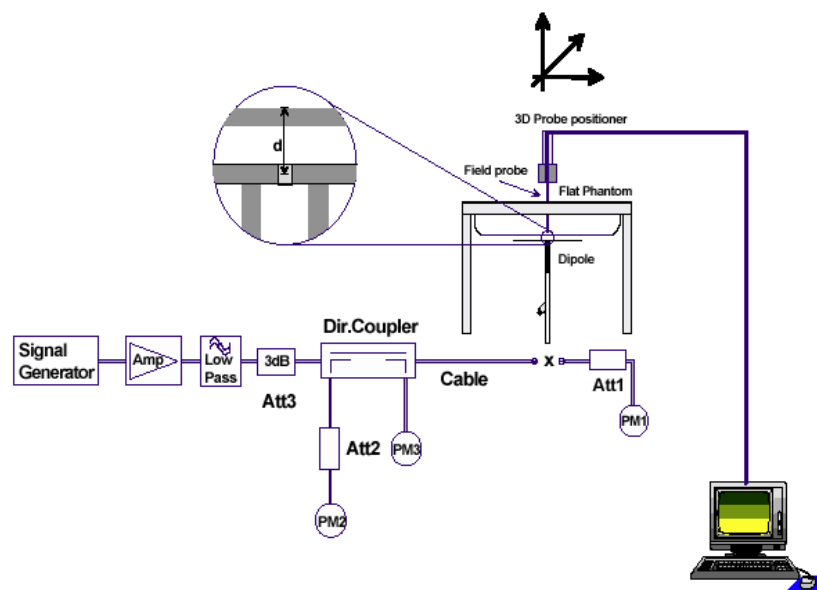 3D Probe positioner
d
Field probe
Flat Phantom
Dipole
Dir.Coupler
Signal
Generator
Amp
Low
Pass
3dB
Att3
Cable
x
Att1
PM1
Att2
PM3
PM2